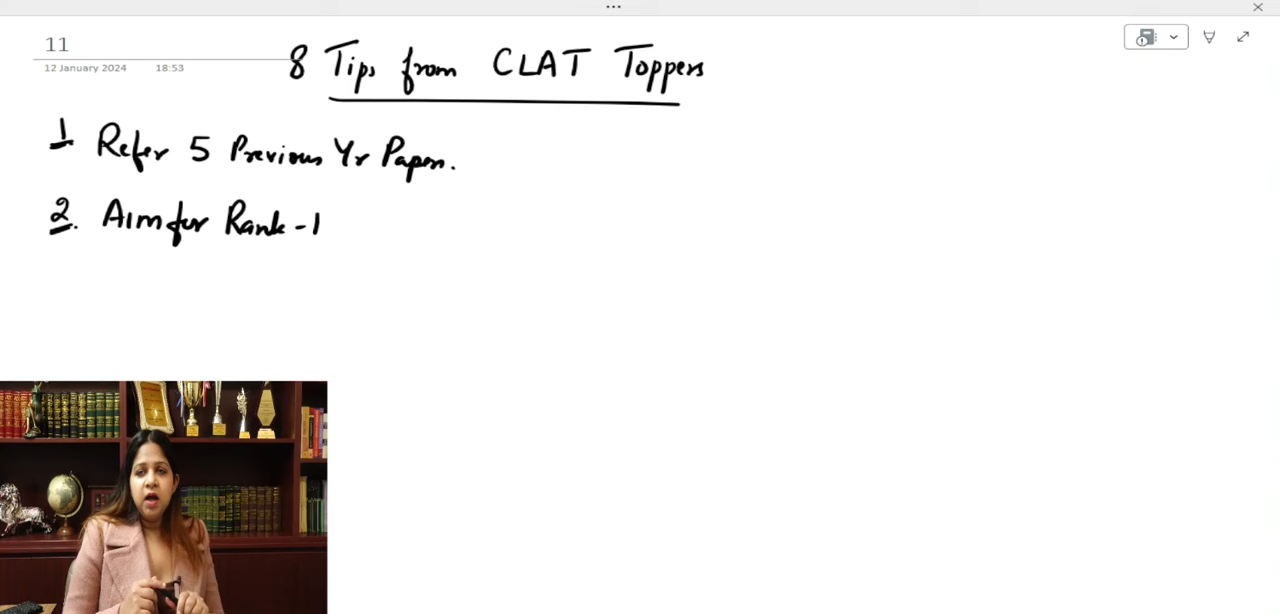 11
12 January 2024 18:53
8 Tips from CLAT Toppers
1 Refer 5 Previous Yr Papers.
2. Aim for Rank-1